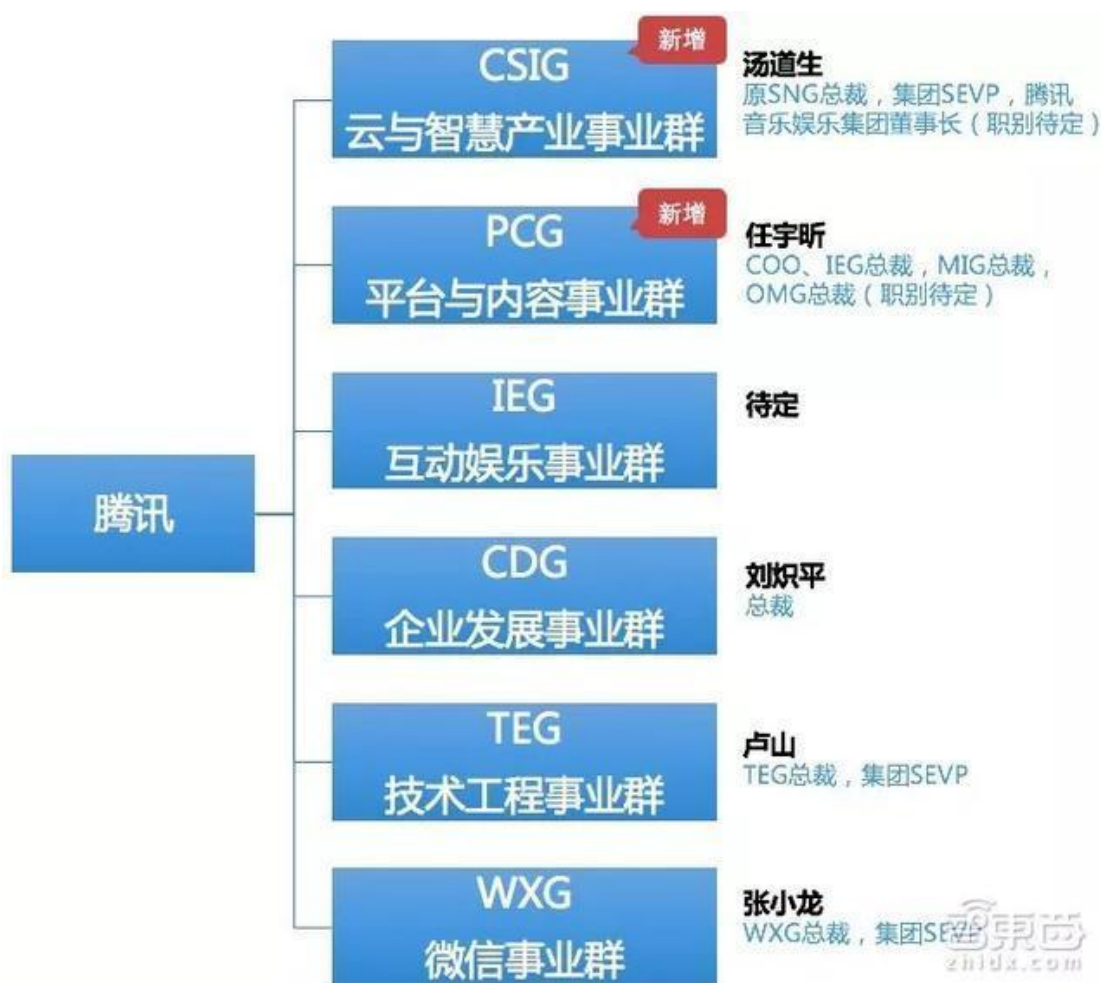 新增
CSIG
云与智慧产业事业群
汤道生
原SNG总裁，集团SEVP，腾讯
音乐娱乐集团董事长（职别待定）
新增
PCG
平台与内容事业群
任宇昕
COO、IEG总裁，MIG总裁，
OMG总裁（职别待定）
IEG
互动娱乐事业群
待定
腾讯
CDG
企业发展事业群
刘炽平
总裁
TEG
技术工程事业群
卢山
TEG总裁，集团SEVP
WXG
微信事业群
张小龙
WXG总裁，集团SEVP
智東西
zhidx.com